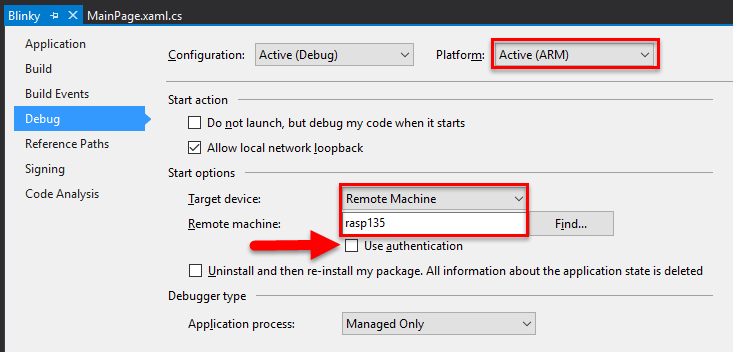 Blinky MainPage.xaml.cs
Application
Build
Build Events
Debug
Reference Paths
Signing
Code Analysis
Configuration: Active (Debug) Platform: Active (ARM)
Start action
Do not launch, but debug my code when it starts
Allow local network loopback
Start options
Target device: Remote Machine
Remote machine: rasp135 Find...
Use authentication
Uninstall and then re-install my package. All information about the application state is deleted
Debugger type
Application process: Managed Only